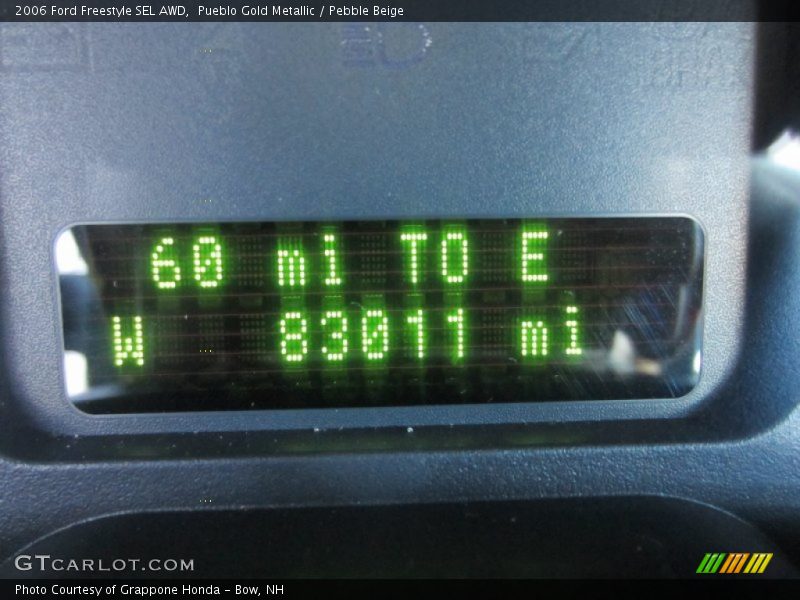 2006 Ford Freestyle SEL AWD,  Pueblo Gold Metallic / Pebble Beige
60 mi TO E
W 83011 mi
GTCARLOT.COM
Photo Courtesy of Grappone Honda - Bow, NH